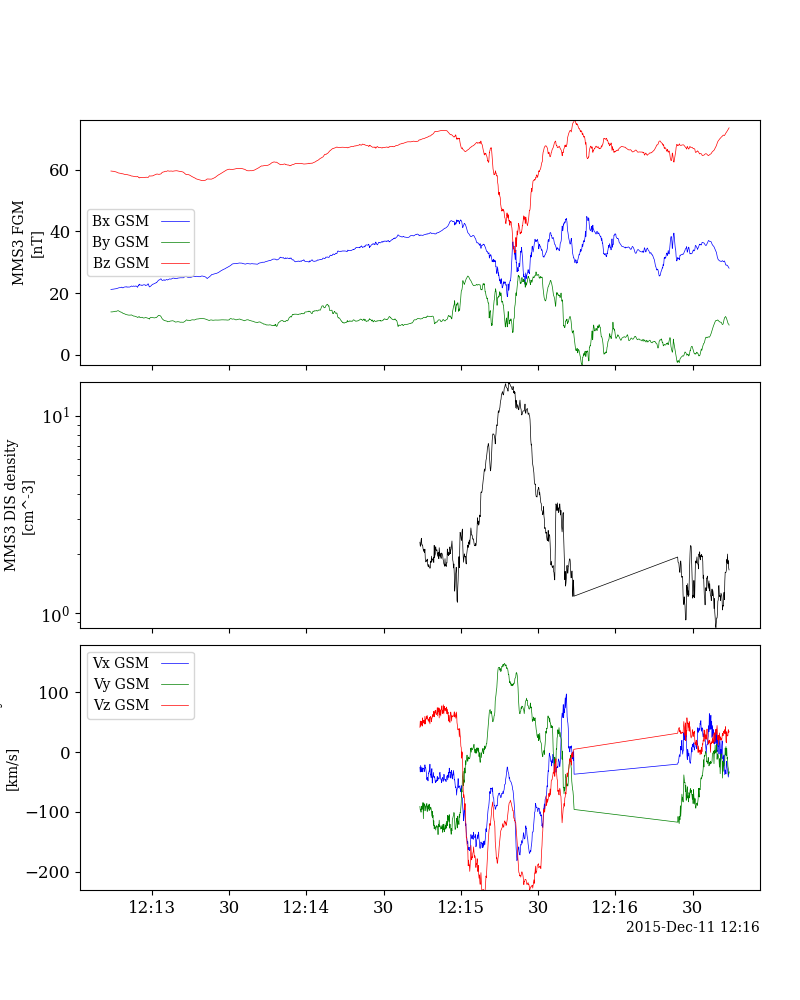 60
40
20
0
MMS3 FGM
[nT]
Bx GSM
By GSM
Bz GSM
10^1
10^0
MMS3 DIS density
[cm^-3]
100
0
−100
−200
[km/s]
Vx GSM
Vy GSM
Vz GSM
12:13 30 12:14 30 12:15 30 12:16 30
2015-Dec-11 12:16